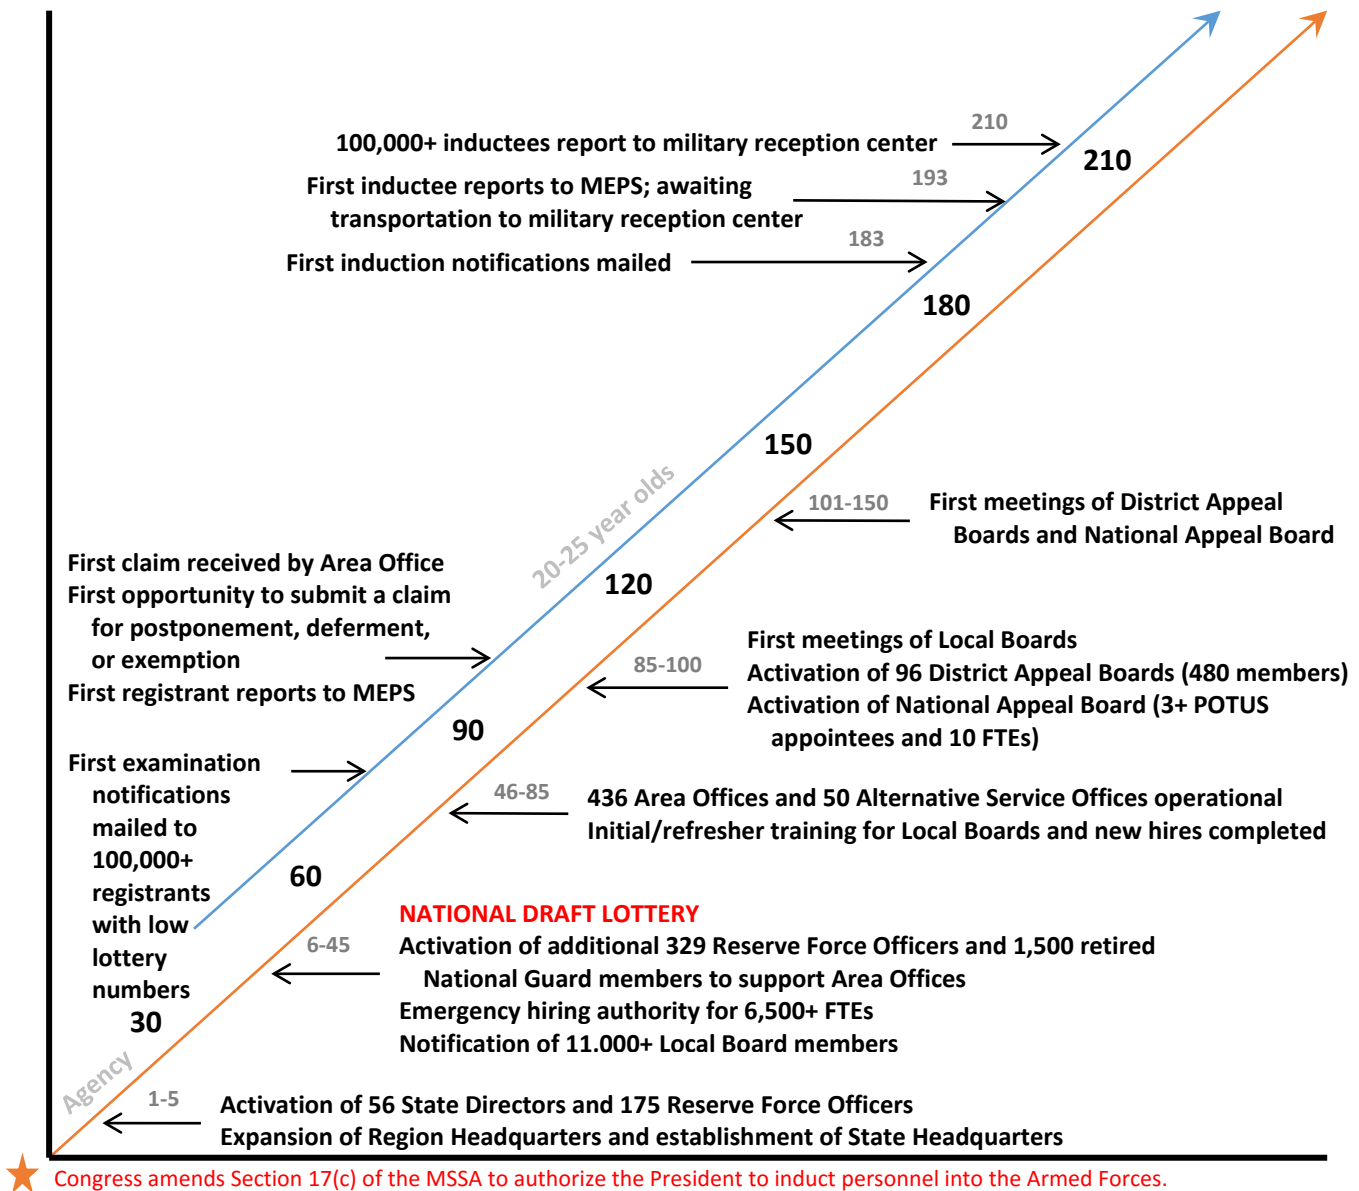 210
100,000+ inductees report to military reception center
210
193
First inductee reports to MEPS; awaiting
transportation to military reception center
183
First induction notifications mailed
180
150
20-25 year olds
101-150
First meetings of District Appeal
Boards and National Appeal Board
First claim received by Area Office
First opportunity to submit a claim
for postponement, deferment,
or exemption
First registrant reports to MEPS
120
85-100
First meetings of Local Boards
Activation of 96 District Appeal Boards (480 members)
Activation of National Appeal Board (3+ POTUS
appointees and 10 FTEs)
90
First examination
notifications
mailed to
100,000+
registrants
with low
lottery
numbers
46-85
436 Area Offices and 50 Alternative Service Offices operational
Initial/refresher training for Local Boards and new hires completed
60
6-45
NATIONAL DRAFT LOTTERY
Activation of additional 329 Reserve Force Officers and 1,500 retired
National Guard members to support Area Offices
Emergency hiring authority for 6,500+ FTEs
Notification of 11.000+ Local Board members
30
Agency
1-5
Activation of 56 State Directors and 175 Reserve Force Officers
Expansion of Region Headquarters and establishment of State Headquarters
Congress amends Section 17(c) of the MSSA to authorize the President to induct personnel into the Armed Forces.